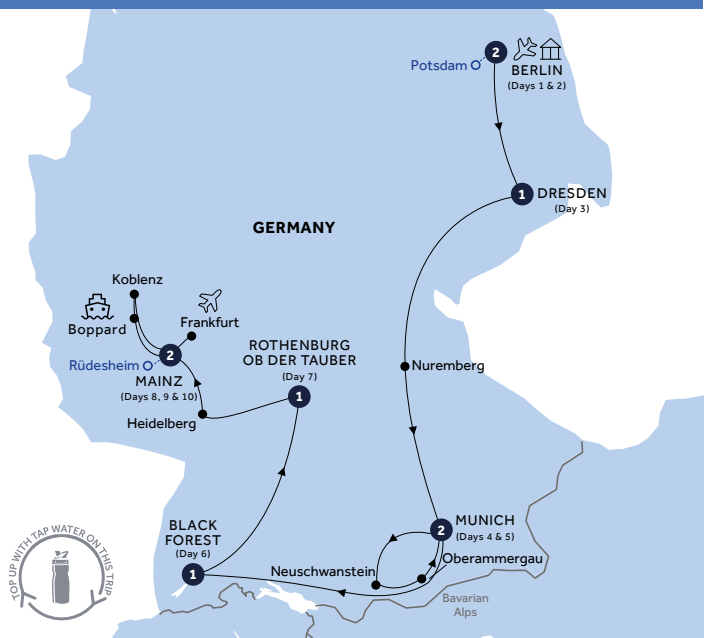 Potsdam
2
BERLIN
(Days 1 & 2)
1
DRESDEN
(Day 3)
GERMANY
Koblenz
Boppard
Frankfurt
ROTHENBURG
OB DER TAUBER
(Day 7)
1
Rüdesheim
2
MAINZ
(Days 8, 9 & 10)
Heidelberg
Nuremberg
2
MUNICH
(Days 4 & 5)
Oberammergau
Neuschwanstein
BLACK
FOREST
(Day 6)
1
Bavarian
Alps
TOP UP WITH TAP WATER ON THIS TRIP